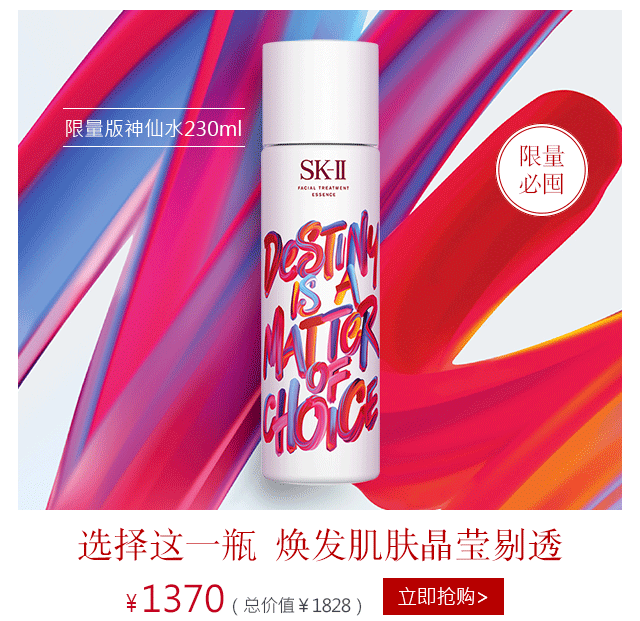 限量版神仙水230ml
限量
必囤
SK-II
FACIAL TREATMENT
ESSENCE
DESTINY
IS A
MATTER
OF
CHOICE
选择这一瓶 焕发肌肤晶莹剔透
¥1370（总价值¥1828） 立即抢购>